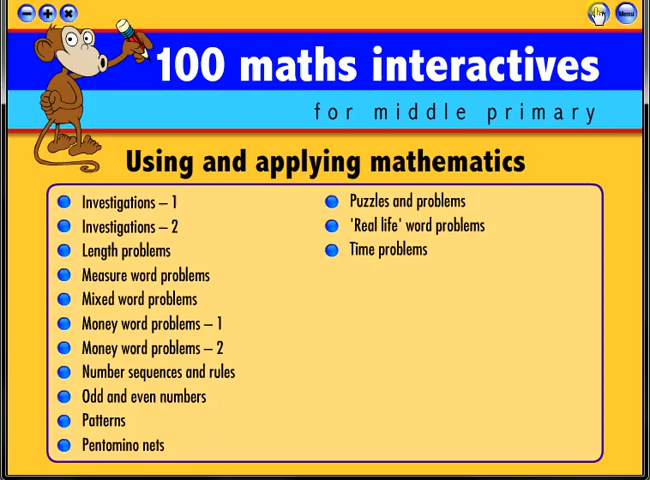 Menu
100 maths interactives
for middle primary
Using and applying mathematics
Investigations – 1
Investigations – 2
Length problems
Measure word problems
Mixed word problems
Money word problems – 1
Money word problems – 2
Number sequences and rules
Odd and even numbers
Patterns
Pentomino nets
Puzzles and problems
'Real life' word problems
Time problems